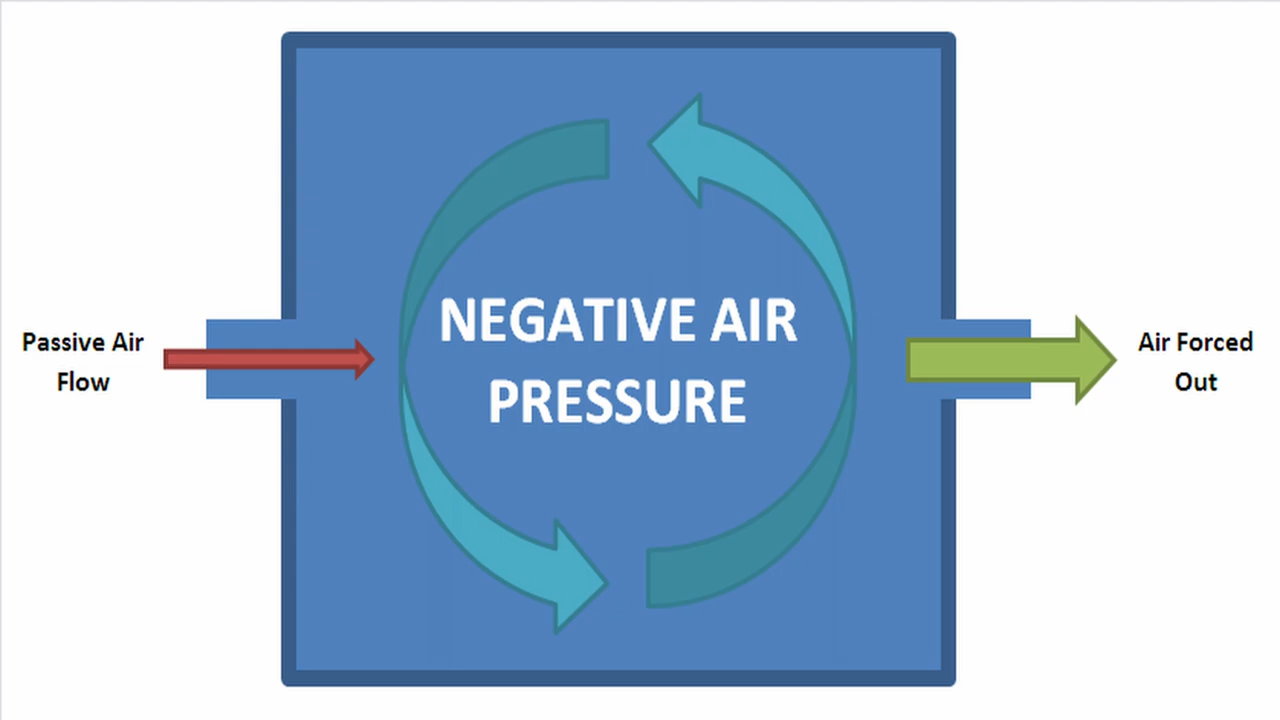 NEGATIVE AIR
PRESSURE
Passive Air
Flow
Air Forced
Out